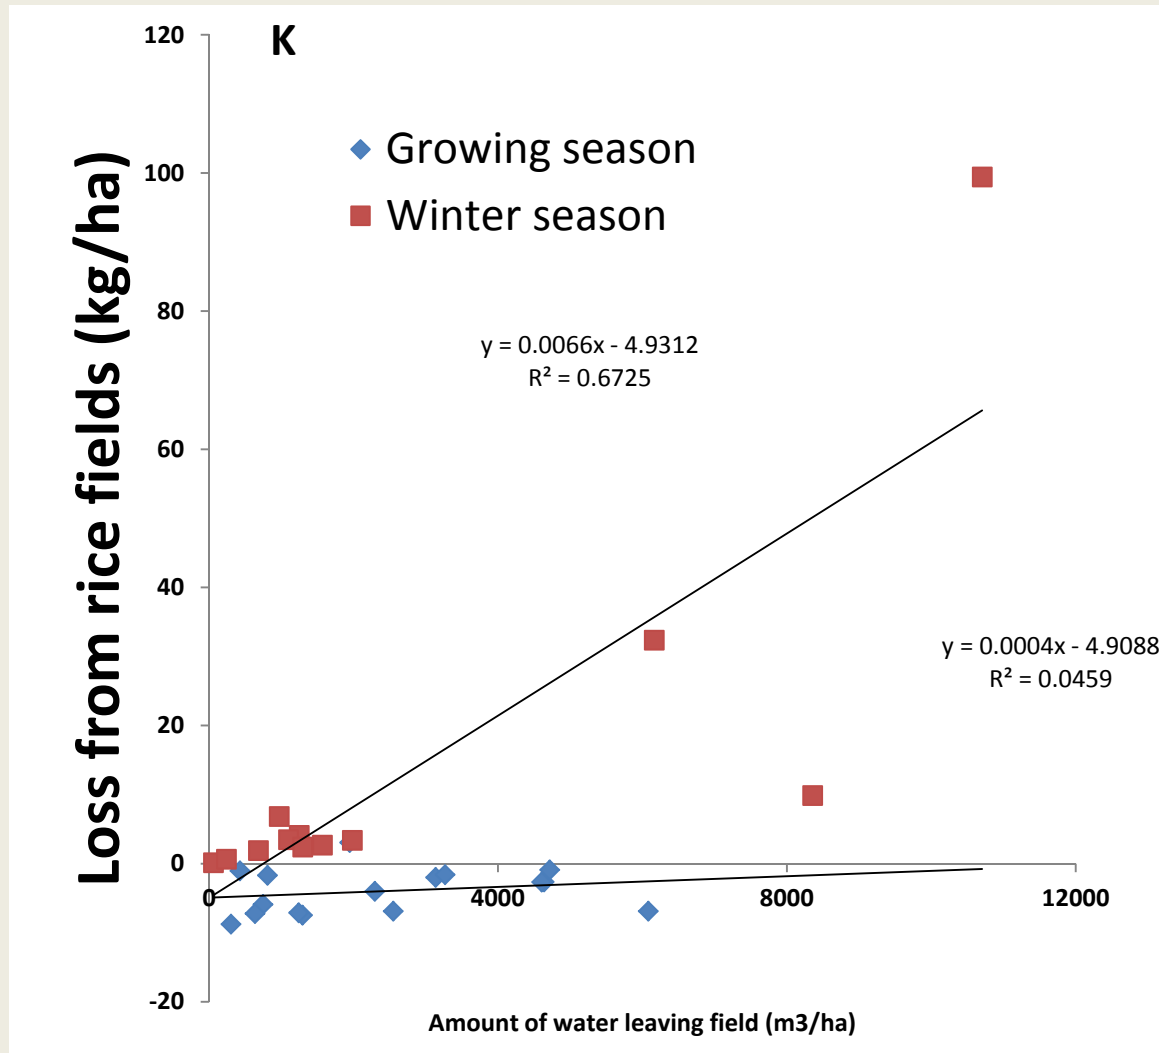 K
Growing season
Winter season
Loss from rice fields (kg/ha)
120
100
80
60
40
20
0
-20
y = 0.0066x - 4.9312
R² = 0.6725
y = 0.0004x - 4.9088
R² = 0.0459
0
4000
8000
12000
Amount of water leaving field (m3/ha)